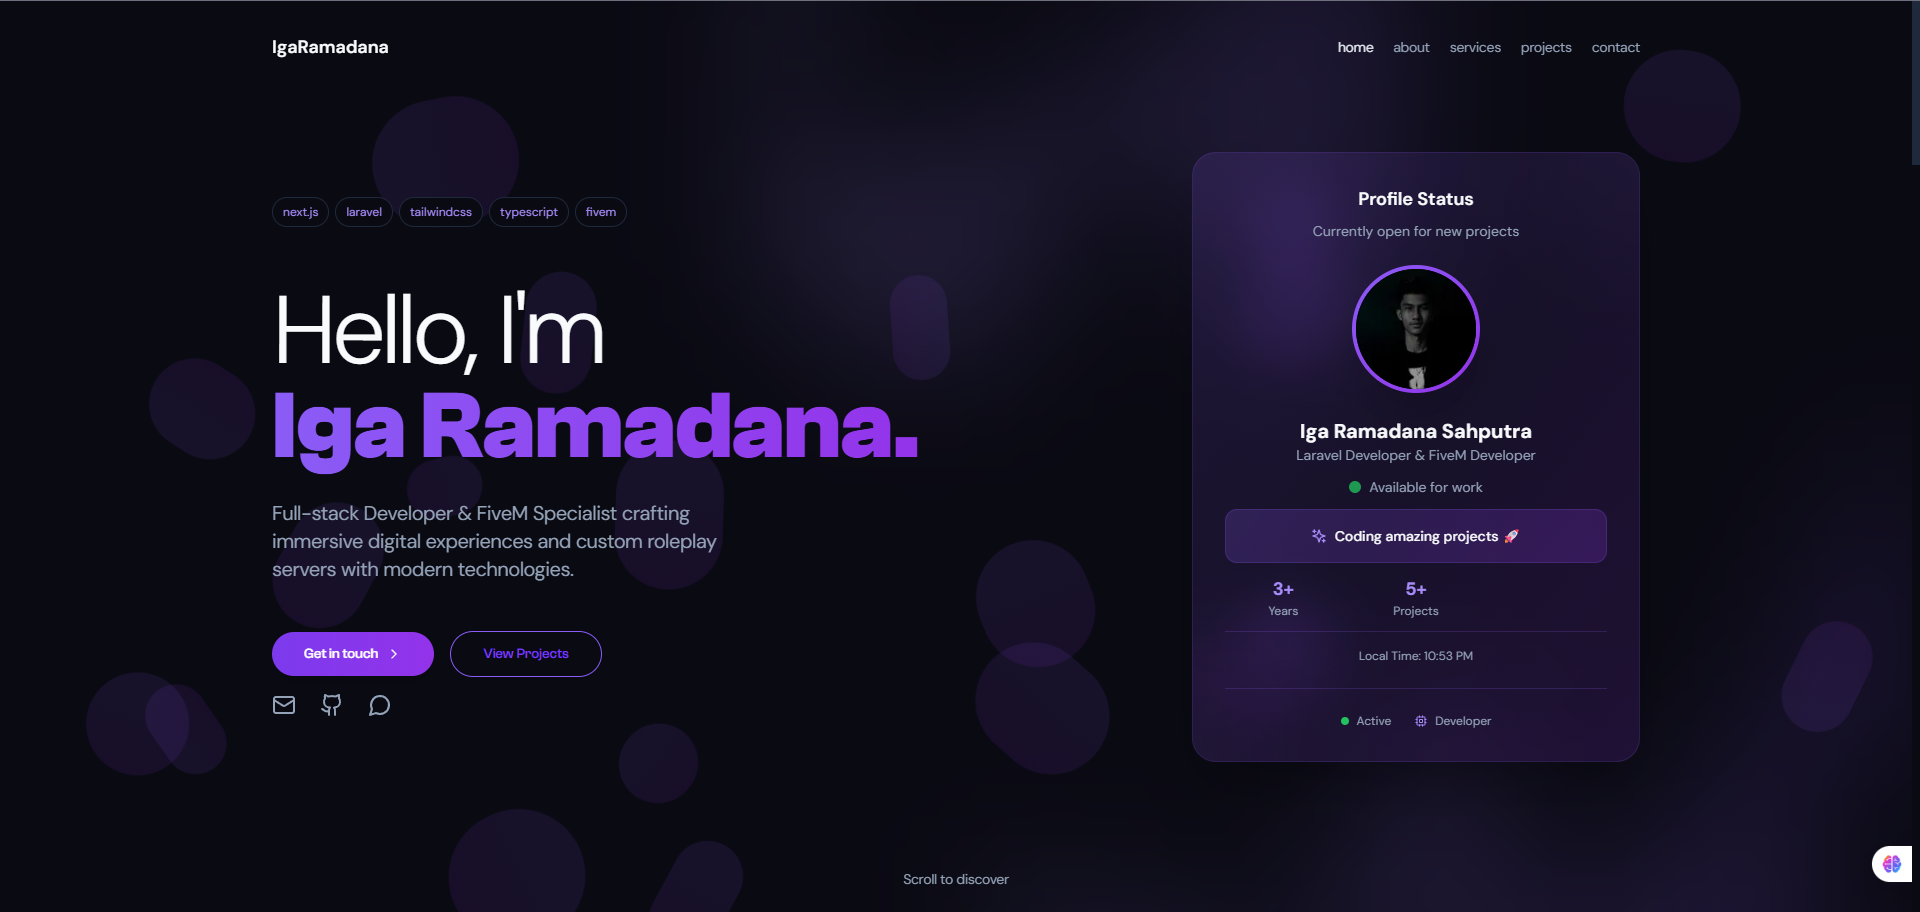 IgaRamadana
home about services projects contact
next.js laravel tailwindcss typescript fivem
Hello, I'm
Iga Ramadana.
Full-stack Developer & FiveM Specialist crafting
immersive digital experiences and custom roleplay
servers with modern technologies.
Get in touch
View Projects
Profile Status
Currently open for new projects
Iga Ramadana Sahputra
Laravel Developer & FiveM Developer
Available for work
Coding amazing projects 🚀
3+ 5+
Years Projects
Local Time: 10:53 PM
Active Developer
Scroll to discover